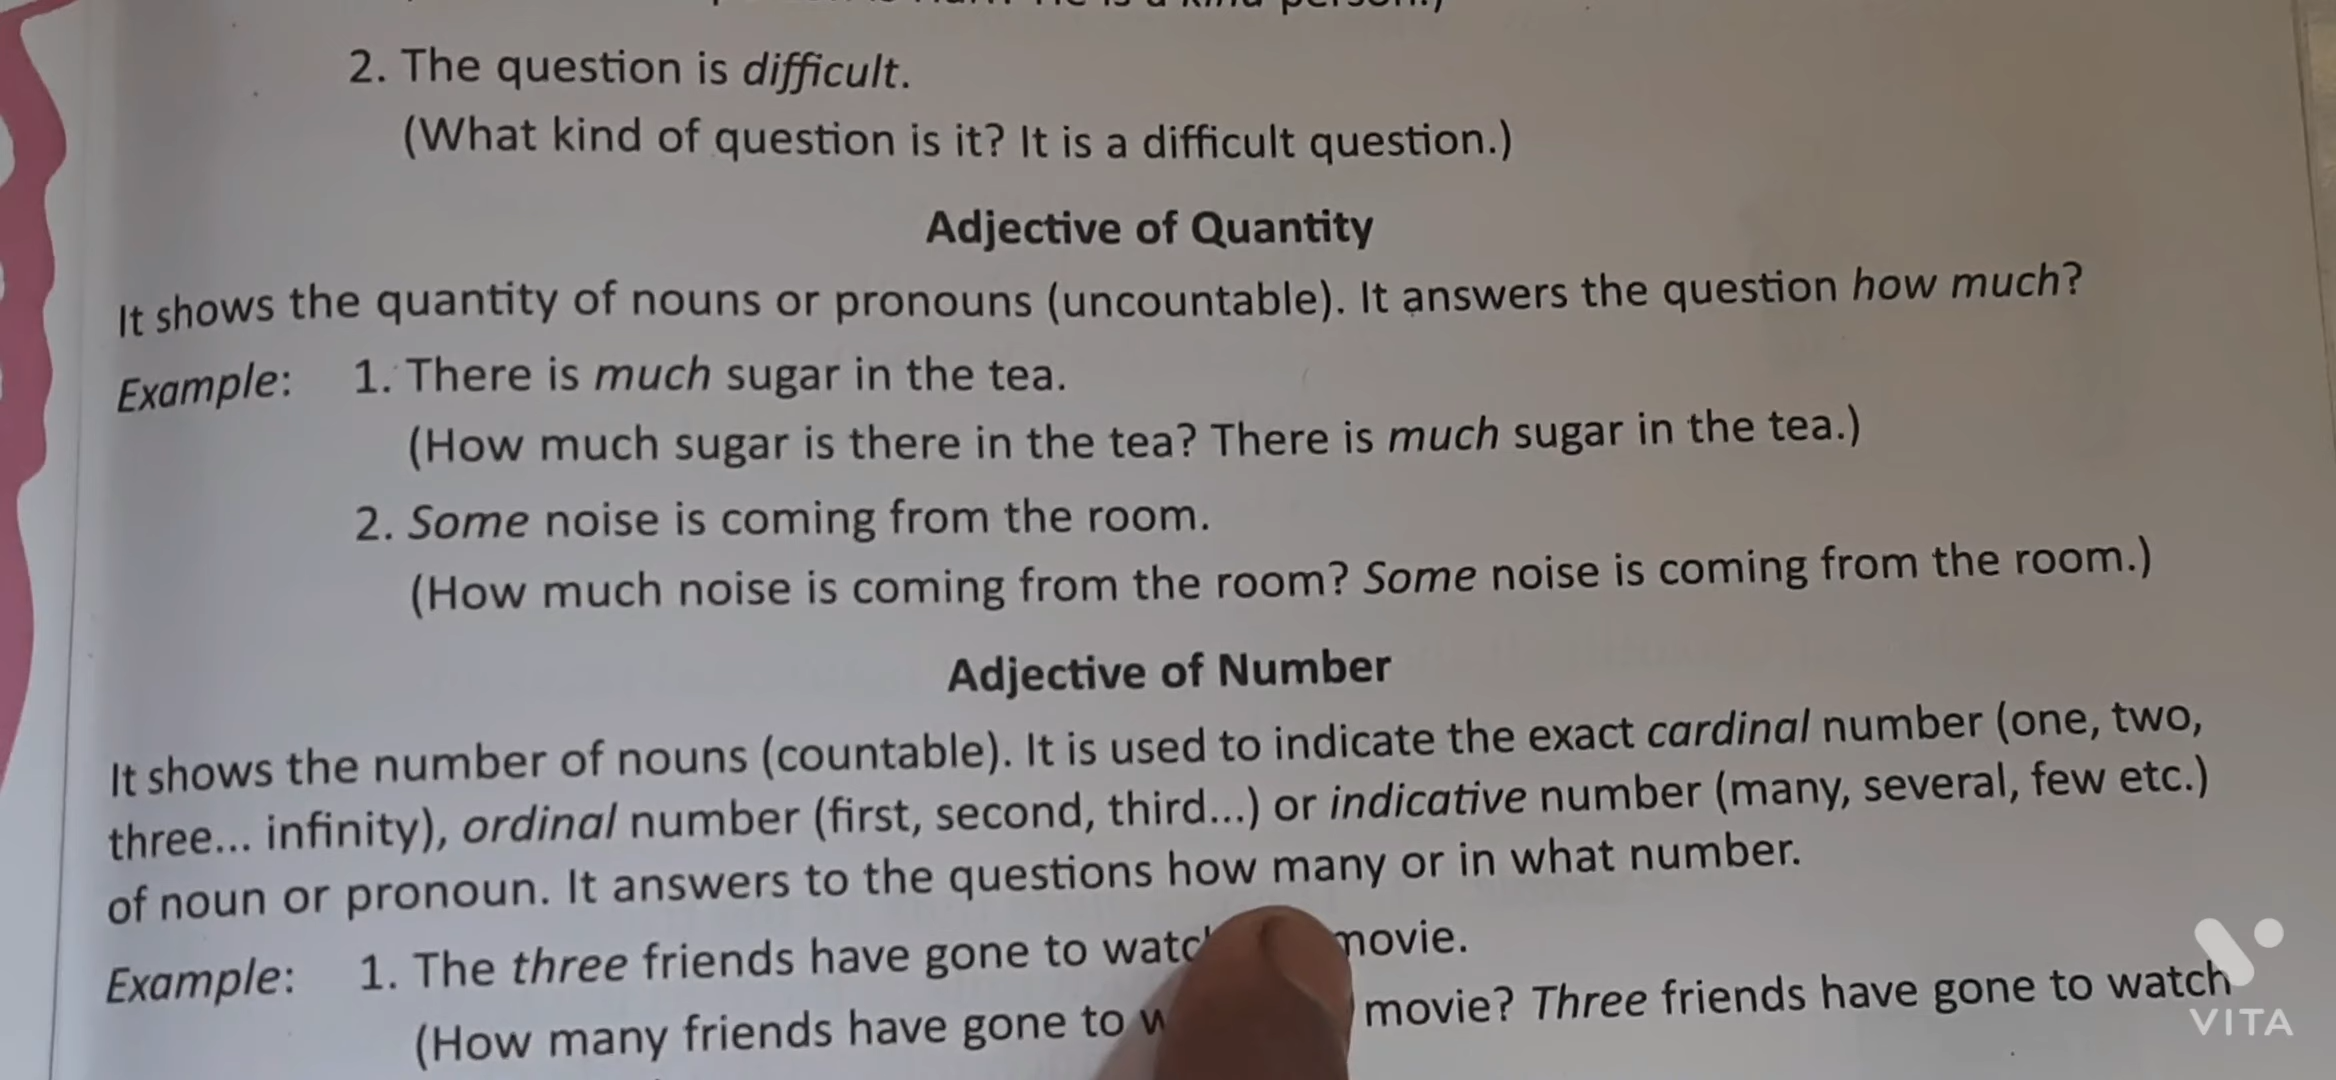 2. The question is difficult.
(What kind of question is it? It is a difficult question.)
Adjective of Quantity
It shows the quantity of nouns or pronouns (uncountable). It answers the question how much?
Example: 1. There is much sugar in the tea.
(How much sugar is there in the tea? There is much sugar in the tea.)
2. Some noise is coming from the room.
(How much noise is coming from the room? Some noise is coming from the room.)
Adjective of Number
It shows the number of nouns (countable). It is used to indicate the exact cardinal number (one, two,
three... infinity), ordinal number (first, second, third...) or indicative number (many, several, few etc.)
of noun or pronoun. It answers to the questions how many or in what number.
Example: 1. The three friends have gone to movie.
(How many friends have gone to movie? Three friends have gone to watch
VITA